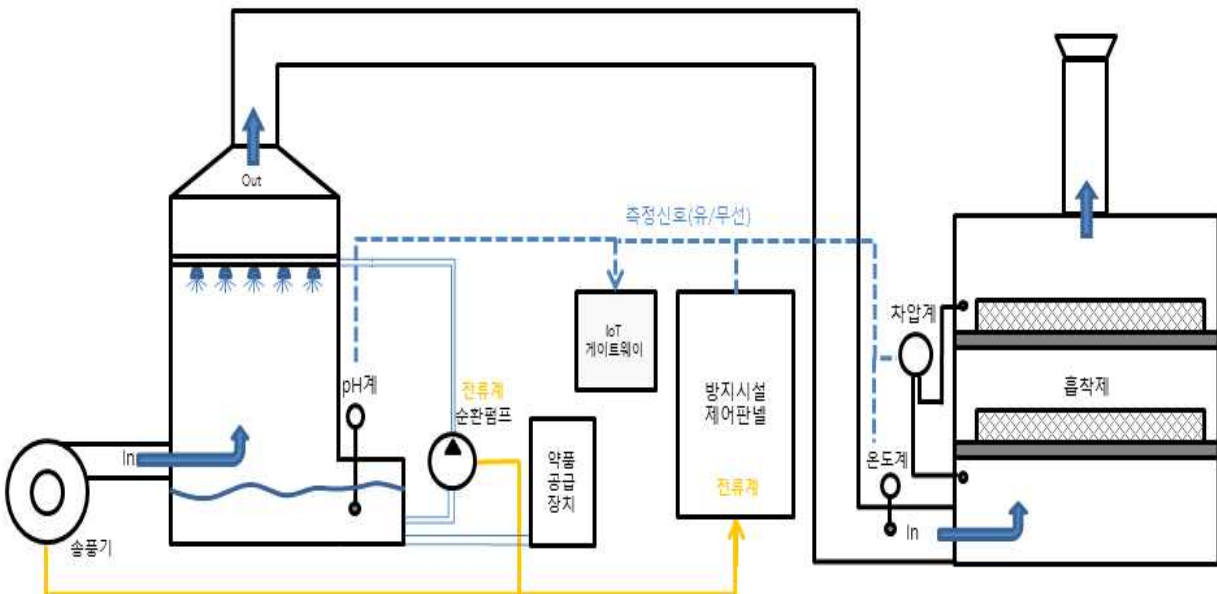 Out
측정신호(유/무선)
차압계
IoT
게이트웨이
방지시설
제어판넬
흡착제
pH계
전류계
순환펌프
In
약품
공급
장치
온도계
전류계
In
송풍기